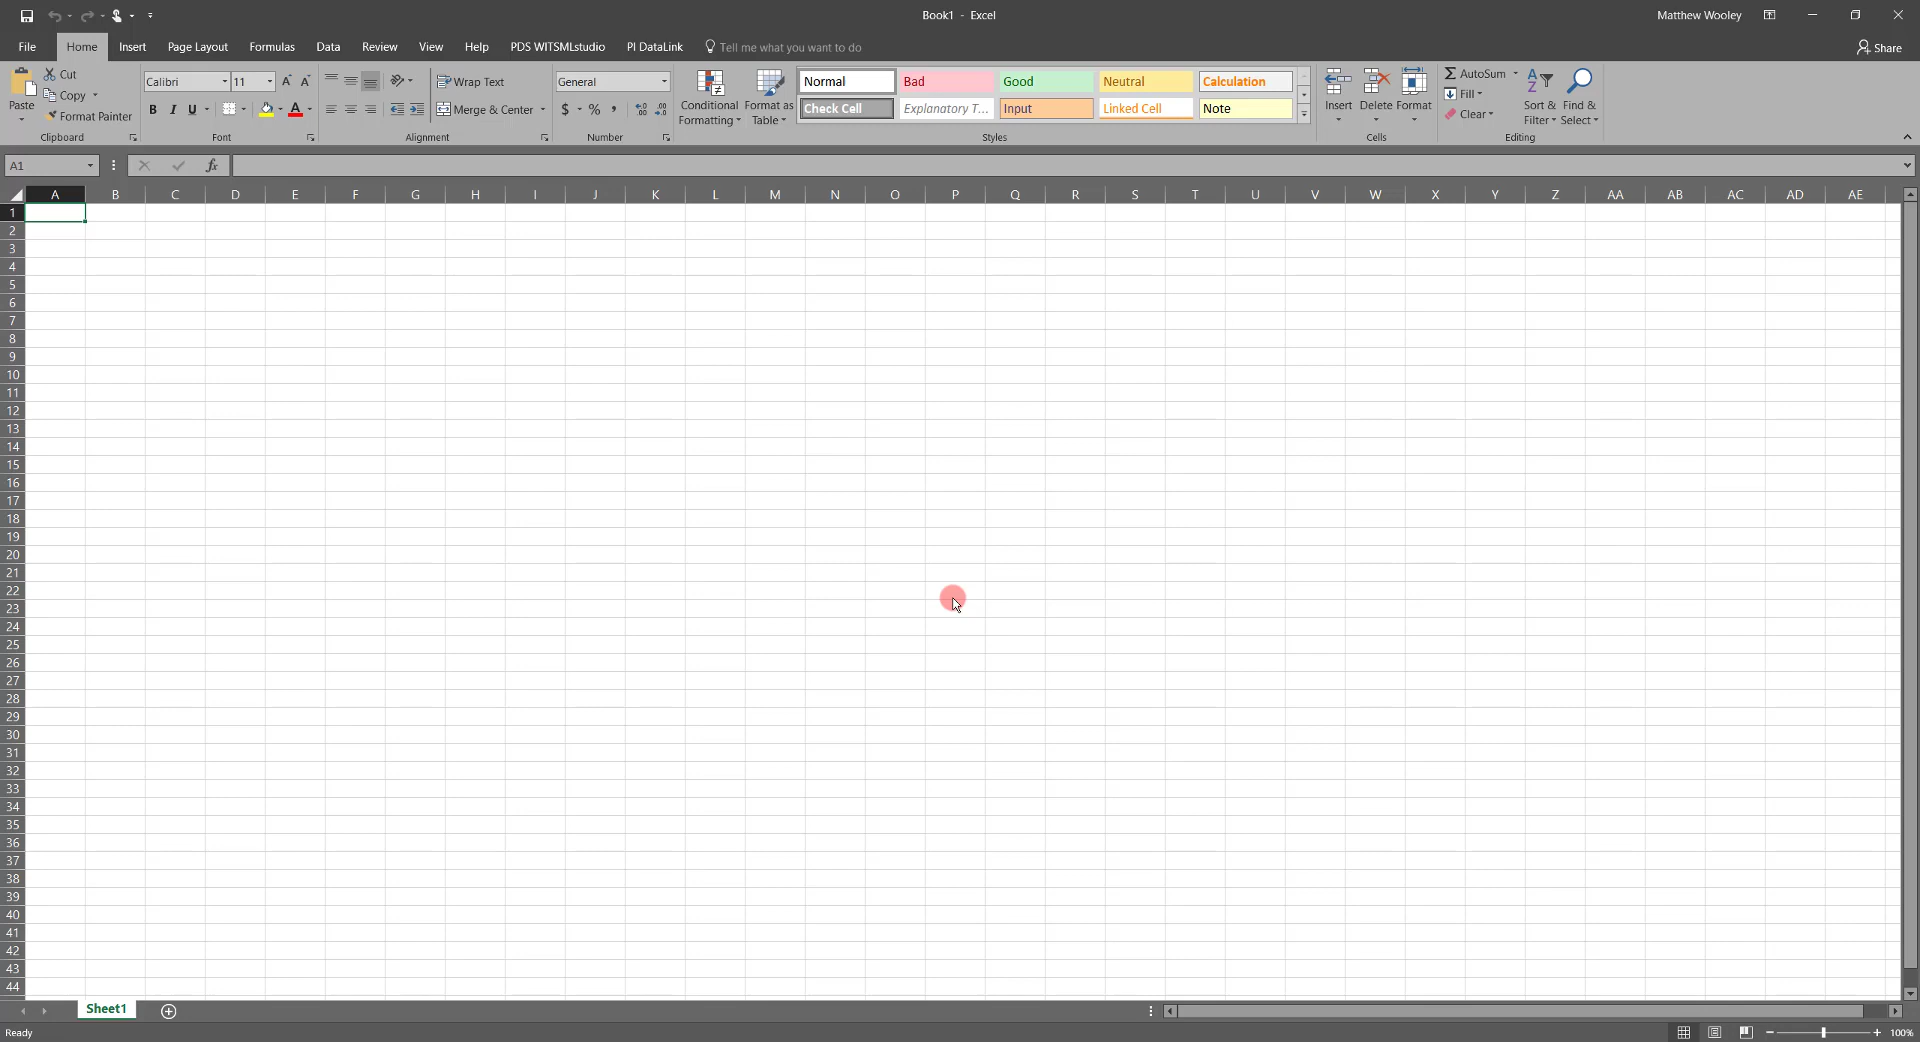 Book1 - Excel
Matthew Wooley
File Home Insert Page Layout Formulas Data Review View Help PDS WITSMLstudio PI DataLink Tell me what you want to do Share
Paste
Cut
Copy
Format Painter
Clipboard
Calibri 11
B I U
Font
Wrap Text
Merge & Center
Alignment
General
$ % ,
Number
Conditional Formatting
Format as Table
Normal Bad Good Neutral Calculation
Check Cell Explanatory T... Input Linked Cell Note
Styles
Insert Delete Format
Cells
AutoSum
Fill
Clear
Sort & Filter
Find & Select
Editing
A1 fx
A B C D E F G H I J K L M N O P Q R S T U V W X Y Z AA AB AC AD AE
1
2
3
4
5
6
7
8
9
10
11
12
13
14
15
16
17
18
19
20
21
22
23
24
25
26
27
28
29
30
31
32
33
34
35
36
37
38
39
40
41
42
43
44
Sheet1
Ready
100%